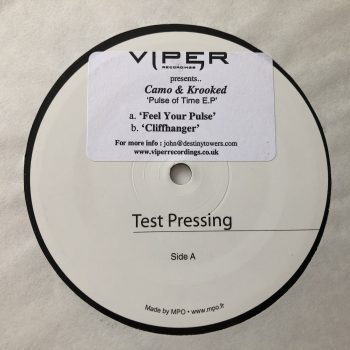 VIPER
RECORDINGS
presents..
Camo & Krooked
'Pulse of Time E.P'
a. 'Feel Your Pulse'
b. 'Cliffhanger'
For more info : john@destinytowers.com
www.viperrecordings.co.uk
Test Pressing
Side A
Made by MPO • www.mpo.fr